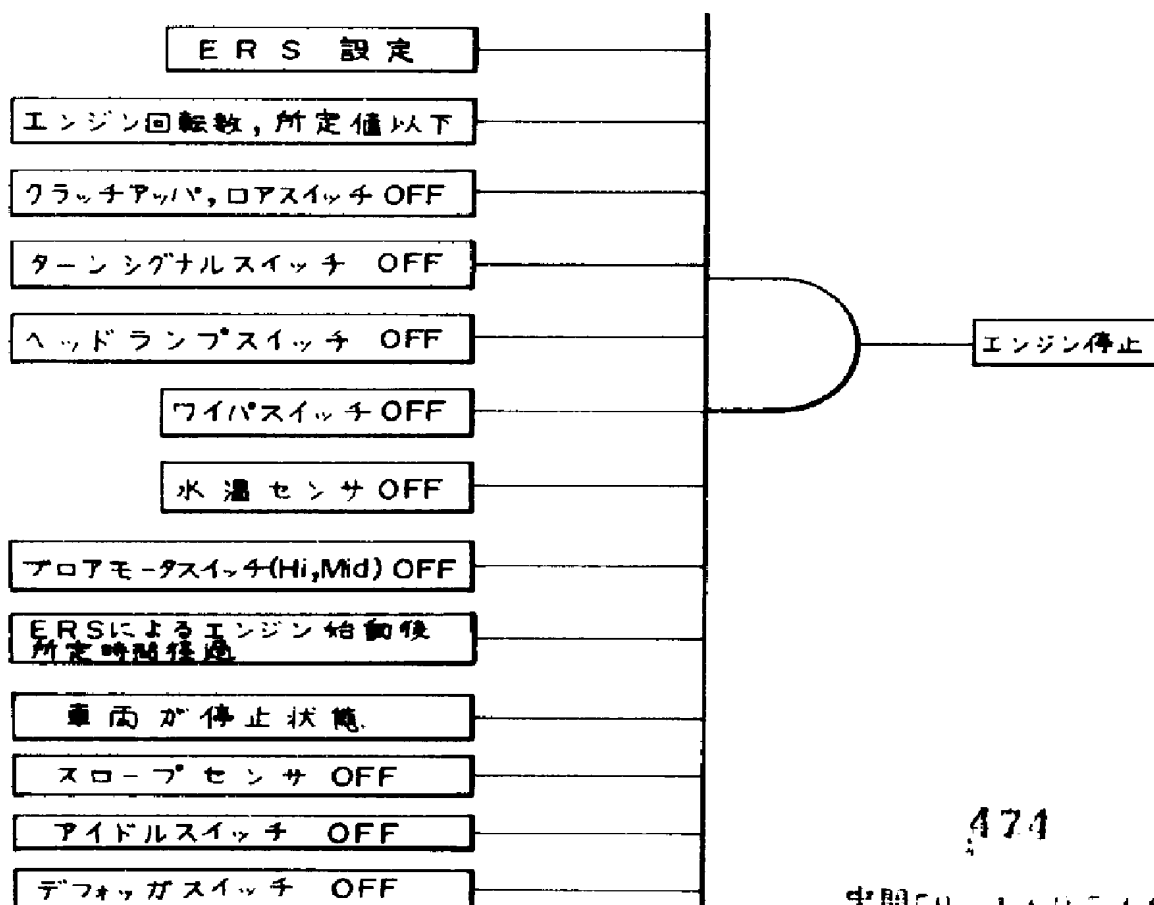 ERS 設定
エンジン回転数,所定値以下
クラッチアッパ,ロアスイッチ OFF
ターンシグナルスイッチ OFF
ヘッドランプスイッチ OFF
エンジン停止
ワイパスイッチ OFF
水温センサ OFF
ブロアモータスイッチ(Hi,Mid) OFF
ERSによるエンジン始動後
所定時間経過
車両が停止状態
スロープセンサ OFF
アイドルスイッチ OFF
474
デフォッガスイッチ OFF